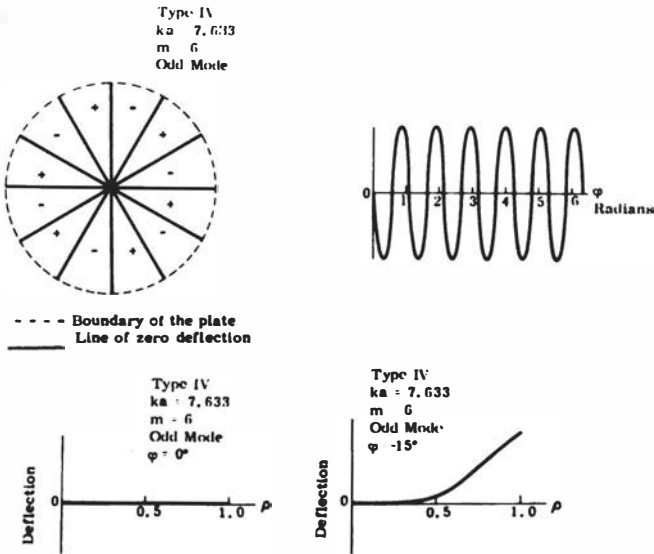 Type IV
ka = 7.633
m 6
Odd Mode
+ -
- +
+ -
- +
+ -
- +
0
1 2 3 4 5 6
φ
Radians
- - - - Boundary of the plate
Line of zero deflection
Type IV
ka = 7.633
m - 6
Odd Mode
φ = 0°
Deflection
0
0.5
1.0
ρ
Type IV
ka = 7.633
m 6
Odd Mode
φ -15°
Deflection
0
0.5
1.0
ρ